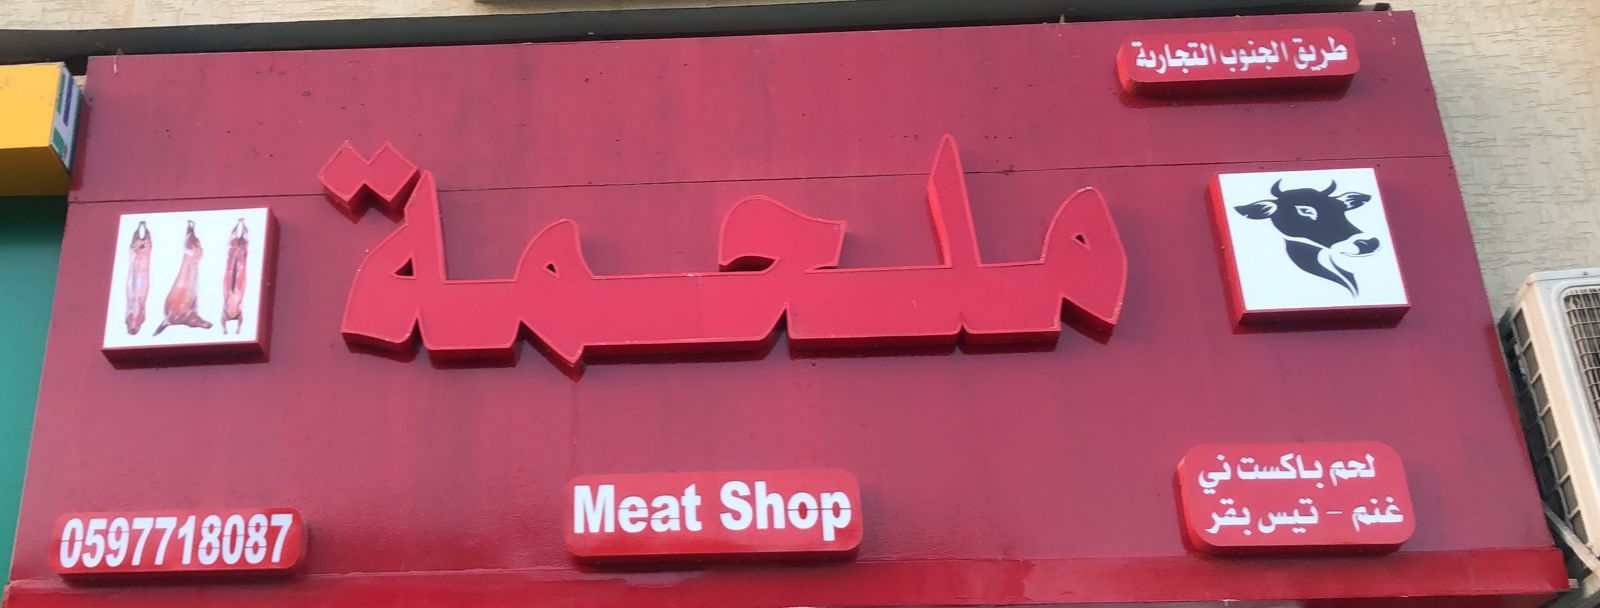 طريق الجنوب التجارية
ملحمة
Meat Shop
لحم باكست ني
غنم - تيس بقر
0597718087